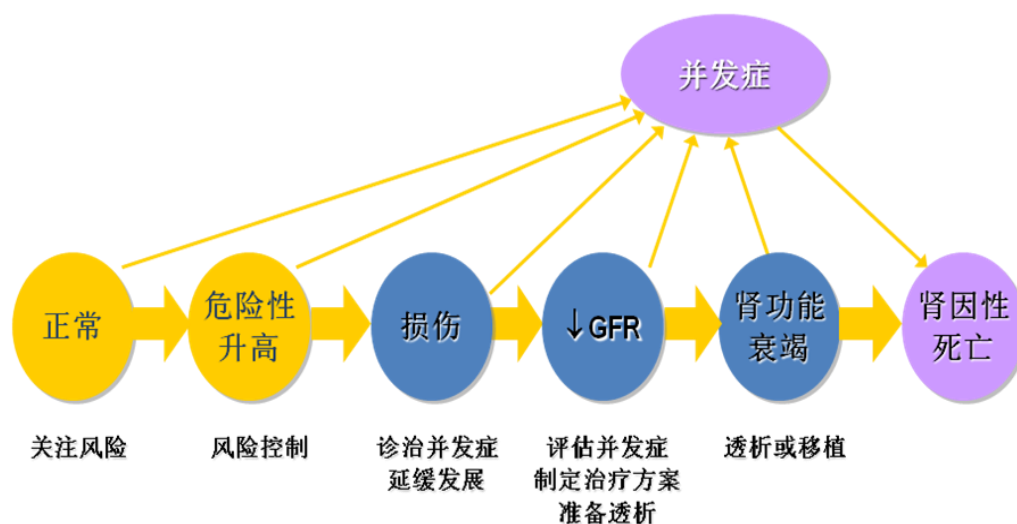 并发症
正常
危险性
升高
损伤
↓GFR
肾功能
衰竭
肾因性
死亡
关注风险
风险控制
诊治并发症
延缓发展
评估并发症
制定治疗方案
准备透析
透析或移植